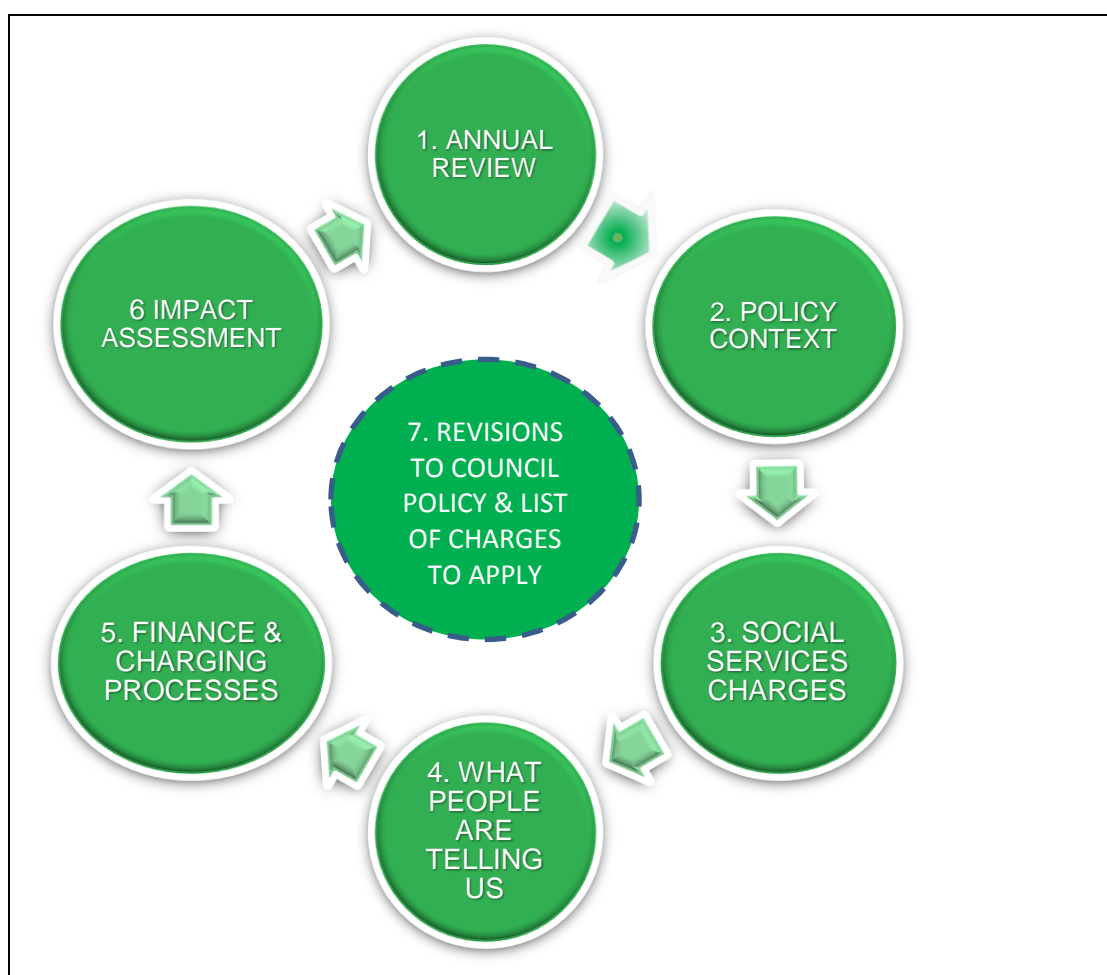 1. ANNUAL
REVIEW
2. POLICY
CONTEXT
3. SOCIAL
SERVICES
CHARGES
4. WHAT
PEOPLE
ARE
TELLING
US
5. FINANCE &
CHARGING
PROCESSES
6 IMPACT
ASSESSMENT
7. REVISIONS
TO COUNCIL
POLICY & LIST
OF CHARGES
TO APPLY